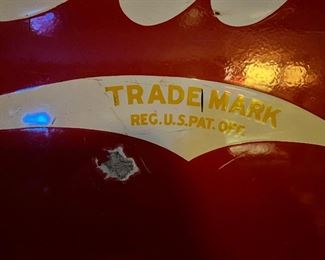 TRADE MARK
REG. U.S. PAT. OFF.